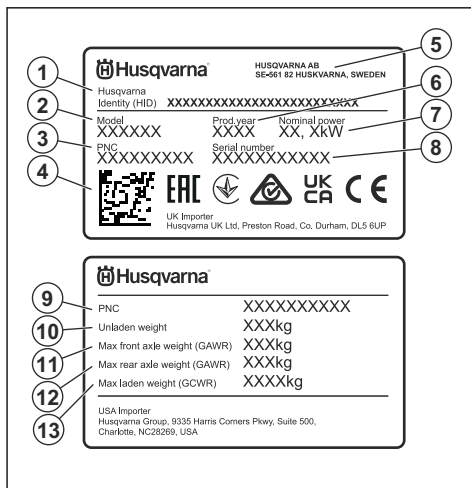 Husqvarna
HUSQVARNA AB
SE-561 82 HUSKVARNA, SWEDEN
5
1
Husqvarna
Identity (HID) XXXXXXXXXXXXXXXXXXXXXXXXXX
6
2
Model Prod.year Nominal power
XXXXXX XXXX XX, XkW
7
3
PNC Serial number
XXXXXXXXX XXXXXXXXXXX
8
4
EAC UK CA CE
UK Importer
Husqvarna UK Ltd, Preston Road, Co. Durham, DL5 6UP
Husqvarna
9
PNC XXXXXXXXXX
10
Unladen weight XXXkg
11
Max front axle weight (GAWR) XXXkg
12
Max rear axle weight (GAWR) XXXkg
13
Max laden weight (GCWR) XXXXkg
USA Importer
Husqvarna Group, 9335 Harris Corners Pkwy, Suite 500,
Charlotte, NC28269, USA